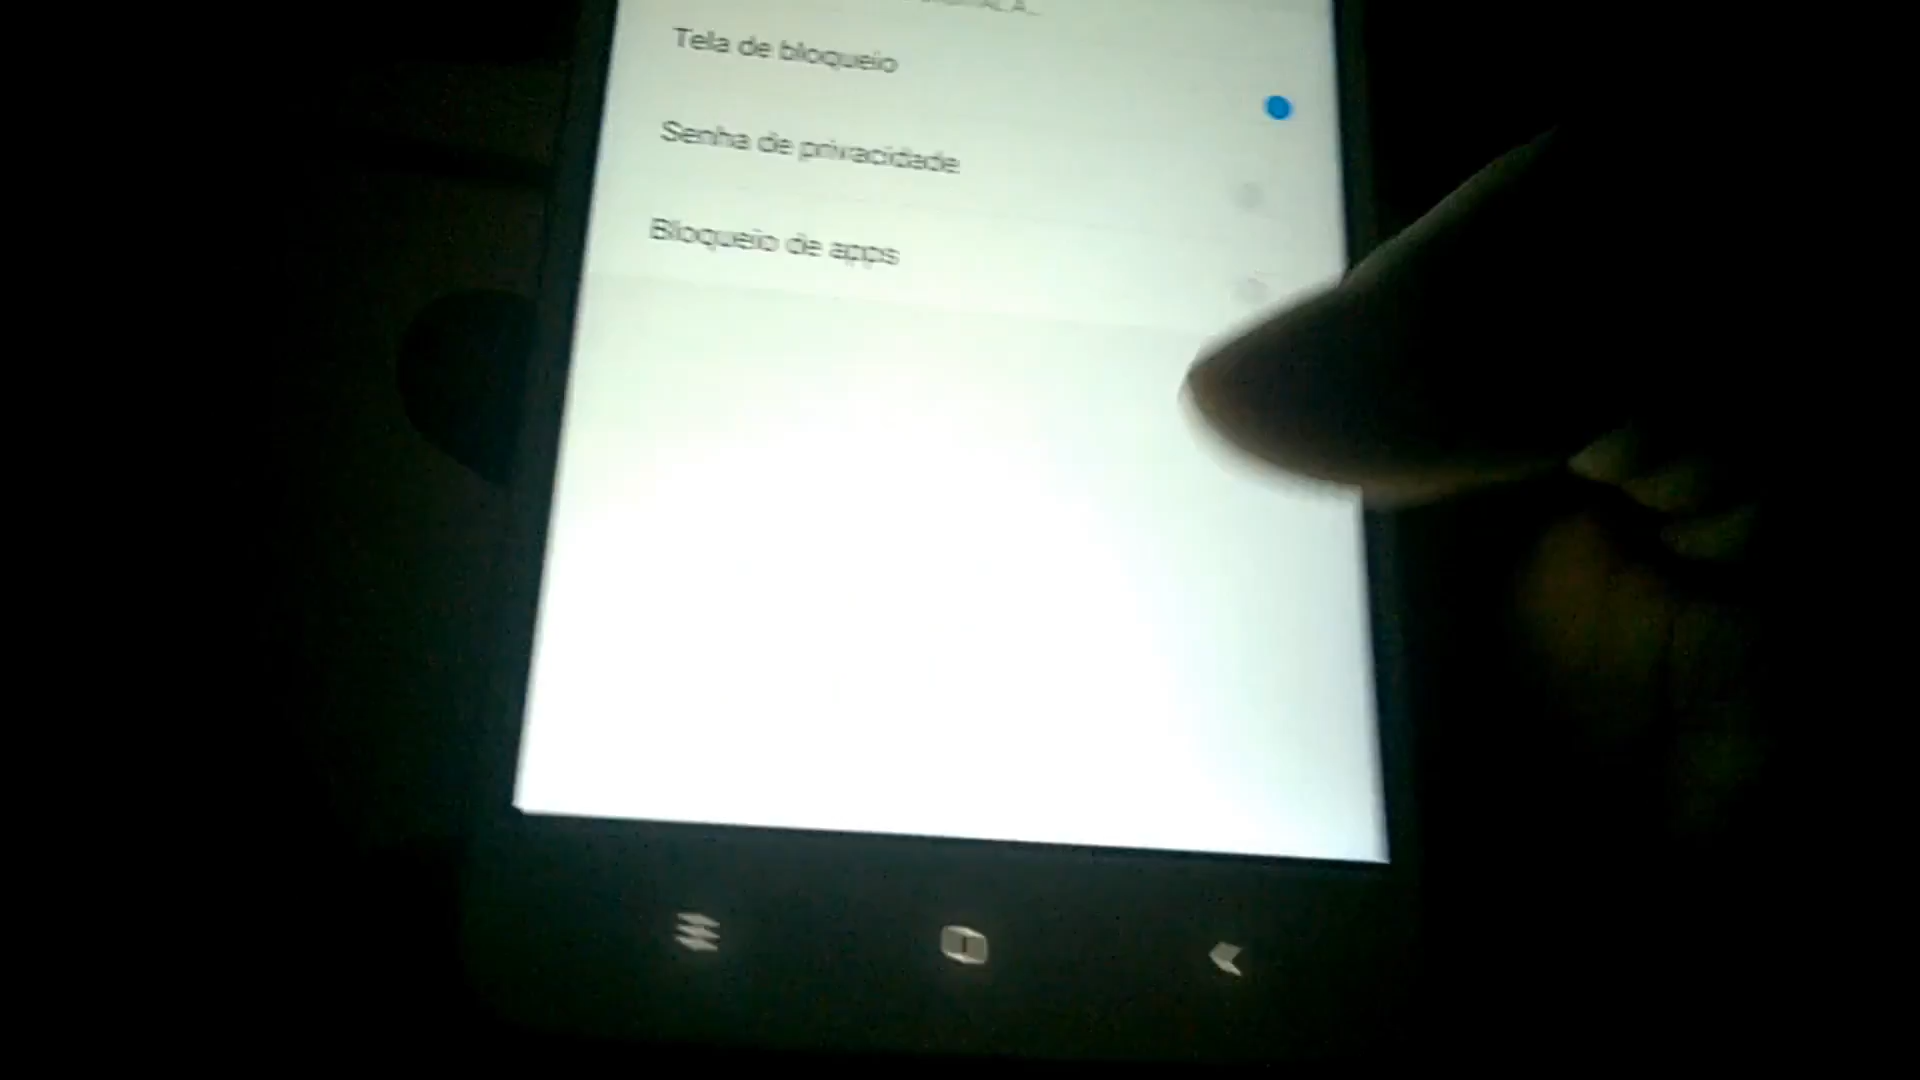 Tela de bloqueio
Senha de privacidade
Bloqueio de apps